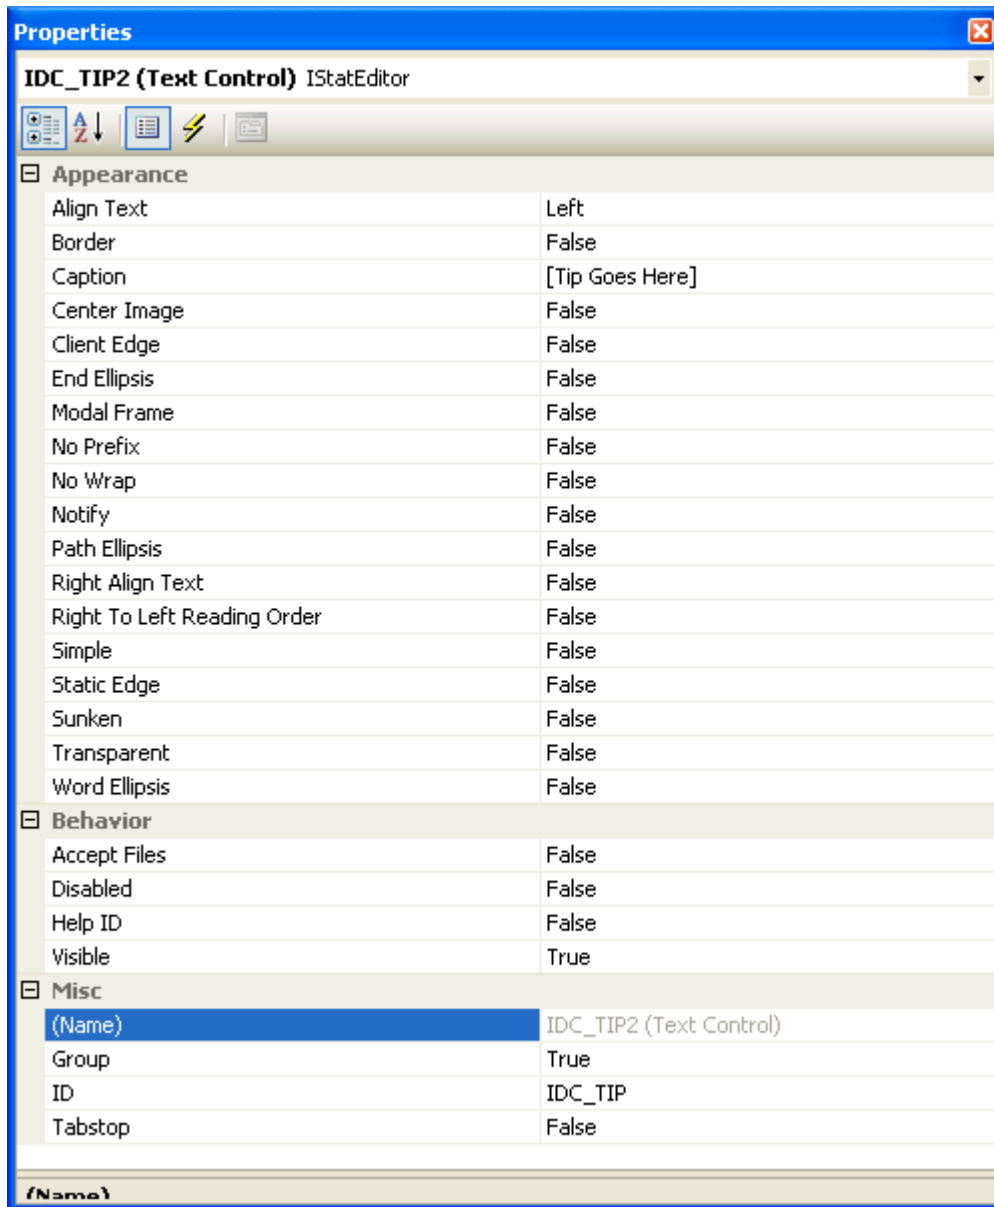 Properties
IDC_TIP2 (Text Control) IStatEditor
A
Z
Appearance
Align Text Left
Border False
Caption [Tip Goes Here]
Center Image False
Client Edge False
End Ellipsis False
Modal Frame False
No Prefix False
No Wrap False
Notify False
Path Ellipsis False
Right Align Text False
Right To Left Reading Order False
Simple False
Static Edge False
Sunken False
Transparent False
Word Ellipsis False
Behavior
Accept Files False
Disabled False
Help ID False
Visible True
Misc
(Name) IDC_TIP2 (Text Control)
Group True
ID IDC_TIP
Tabstop False
(Name)